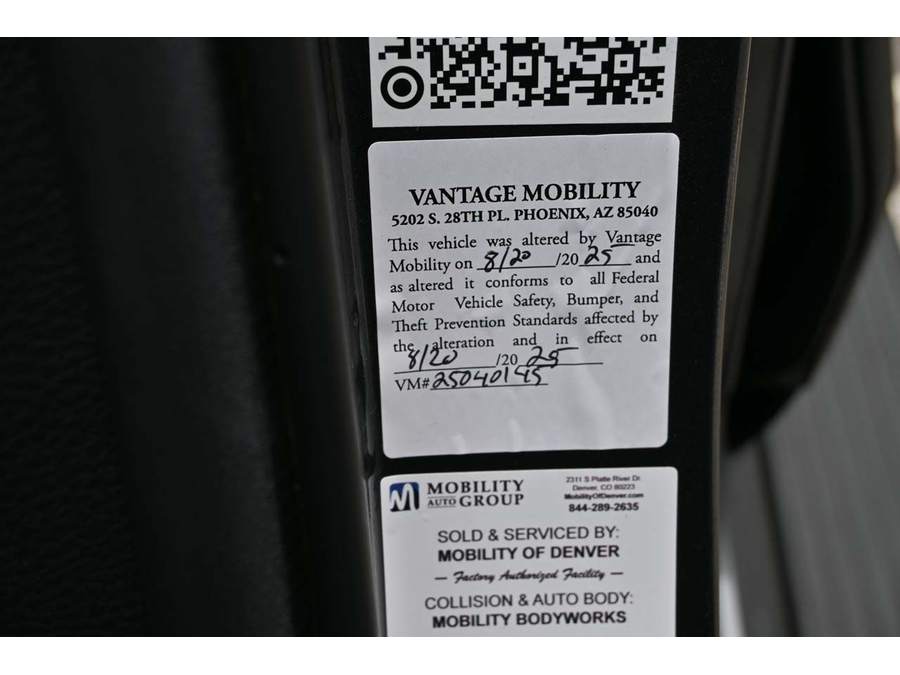 VANTAGE MOBILITY
5202 S. 28TH PL. PHOENIX, AZ 85040
This vehicle was altered by Vantage
Mobility on 8/20 /20 25 and
as altered it conforms to all Federal
Motor Vehicle Safety, Bumper, and
Theft Prevention Standards affected by
the alteration and in effect on
8/20 /20 25
VM# 25040145
MOBILITY
AUTO GROUP
2311 S Platte River Dr
Denver, CO 80223
MobilityOfDenver.com
844-289-2635
SOLD & SERVICED BY:
MOBILITY OF DENVER
— Factory Authorized Facility —
COLLISION & AUTO BODY:
MOBILITY BODYWORKS